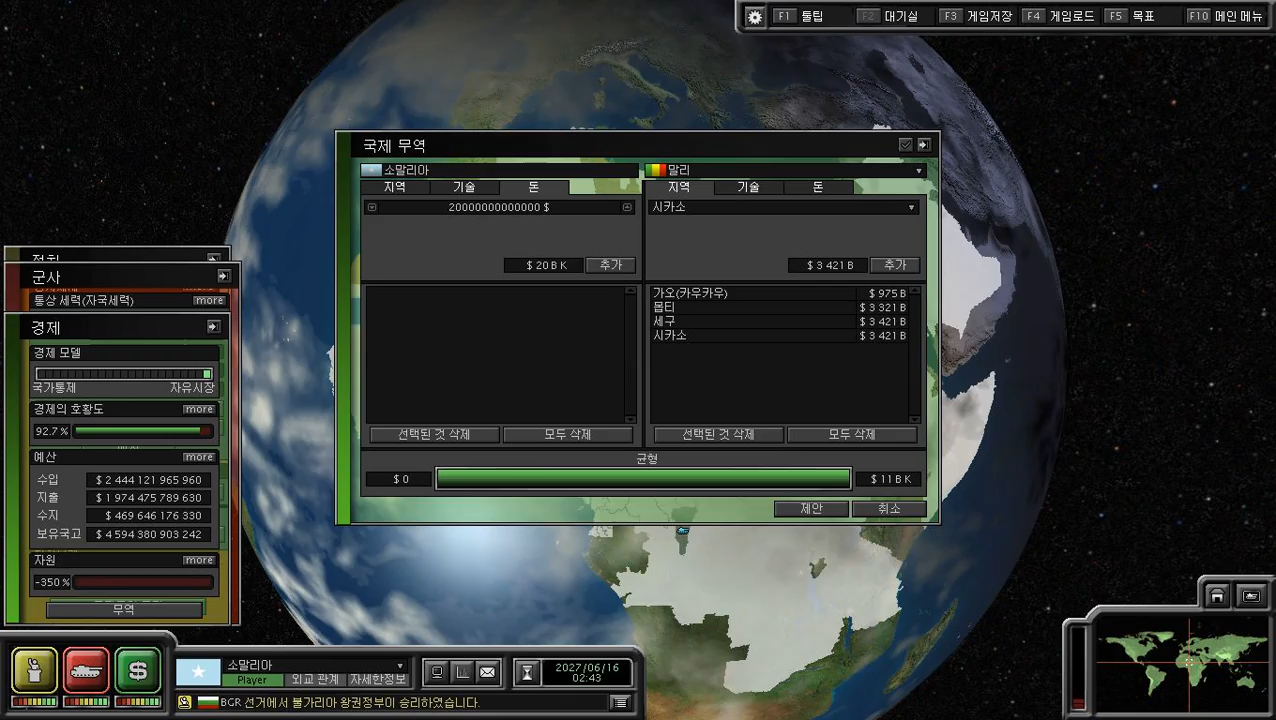 F1 툴팁 F2 대기실 F3 게임저장 F4 게임로드 F5 목표 F10 메인 메뉴
국제 무역
소말리아 말리
지역 기술 돈 지역 기술 돈
20000000000000 $ 시카소
$ 20 B K 추가 $ 3 421 B 추가
가오(카우카우) $ 975 B
몹티 $ 3 321 B
세구 $ 3 421 B
시카소 $ 3 421 B
선택된 것 삭제 모두 삭제 선택된 것 삭제 모두 삭제
균형
$ 0 $ 11 B K
제안 취소
정치
군사
통상 세력(자국세력) more
경제
경제 모델
국가통제 자유시장
경제의 호황도 more
92.7 %
예산 more
수입 $ 2 444 121 965 960
지출 $ 1 974 475 789 630
수지 $ 469 646 176 330
보유국고 $ 4 594 380 903 242
자원 more
-350 %
무역
소말리아
Player 외교 관계 자세한정보
2027/06/16
02:43
BGR 선거에서 불가리아 왕권정부이 승리하였습니다.